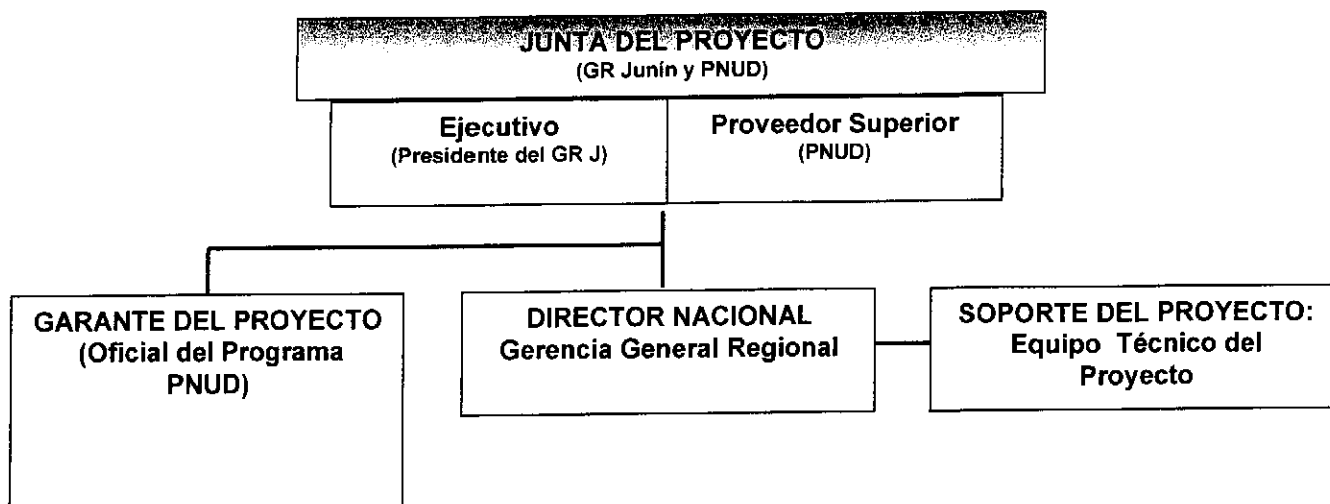 JUNTA DEL PROYECTO
(GR Junín y PNUD)
Ejecutivo
(Presidente del GR J)
Proveedor Superior
(PNUD)
GARANTE DEL PROYECTO
(Oficial del Programa
PNUD)
DIRECTOR NACIONAL
Gerencia General Regional
SOPORTE DEL PROYECTO:
Equipo Técnico del
Proyecto